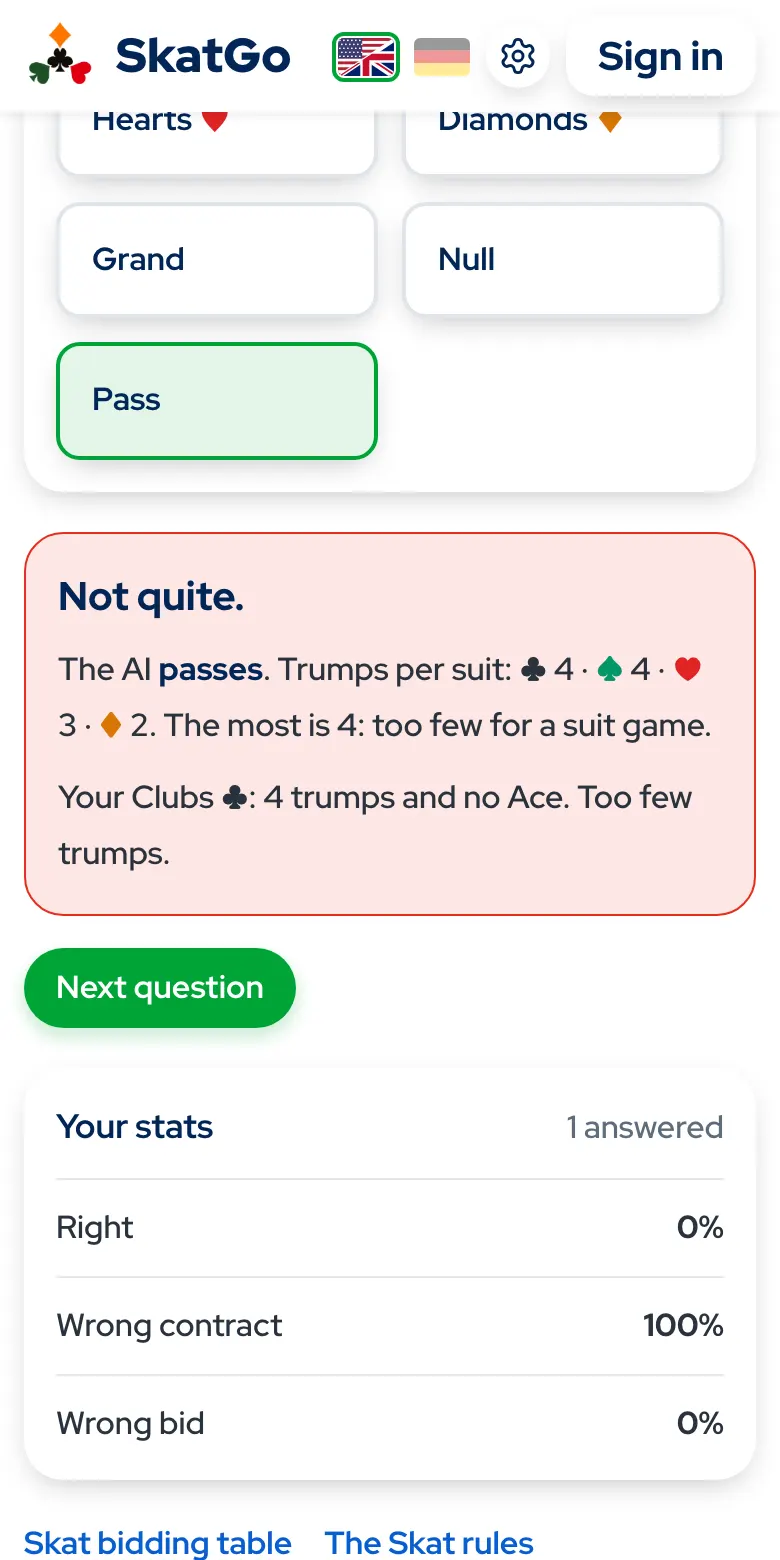 SkatGo
Sign in
Hearts ♥
Diamonds ♦
Grand
Null
Pass
Not quite.
The AI passes. Trumps per suit: ♣ 4 · ♠ 4 · ♥
3 · ♦ 2. The most is 4: too few for a suit game.
Your Clubs ♣: 4 trumps and no Ace. Too few
trumps.
Next question
Your stats
1 answered
Right
0%
Wrong contract
100%
Wrong bid
0%
Skat bidding table
The Skat rules